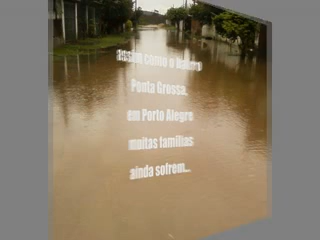 assim como o Bairro
Ponta Grossa,
em Porto Alegre
muitas famílias
ainda sofrem...